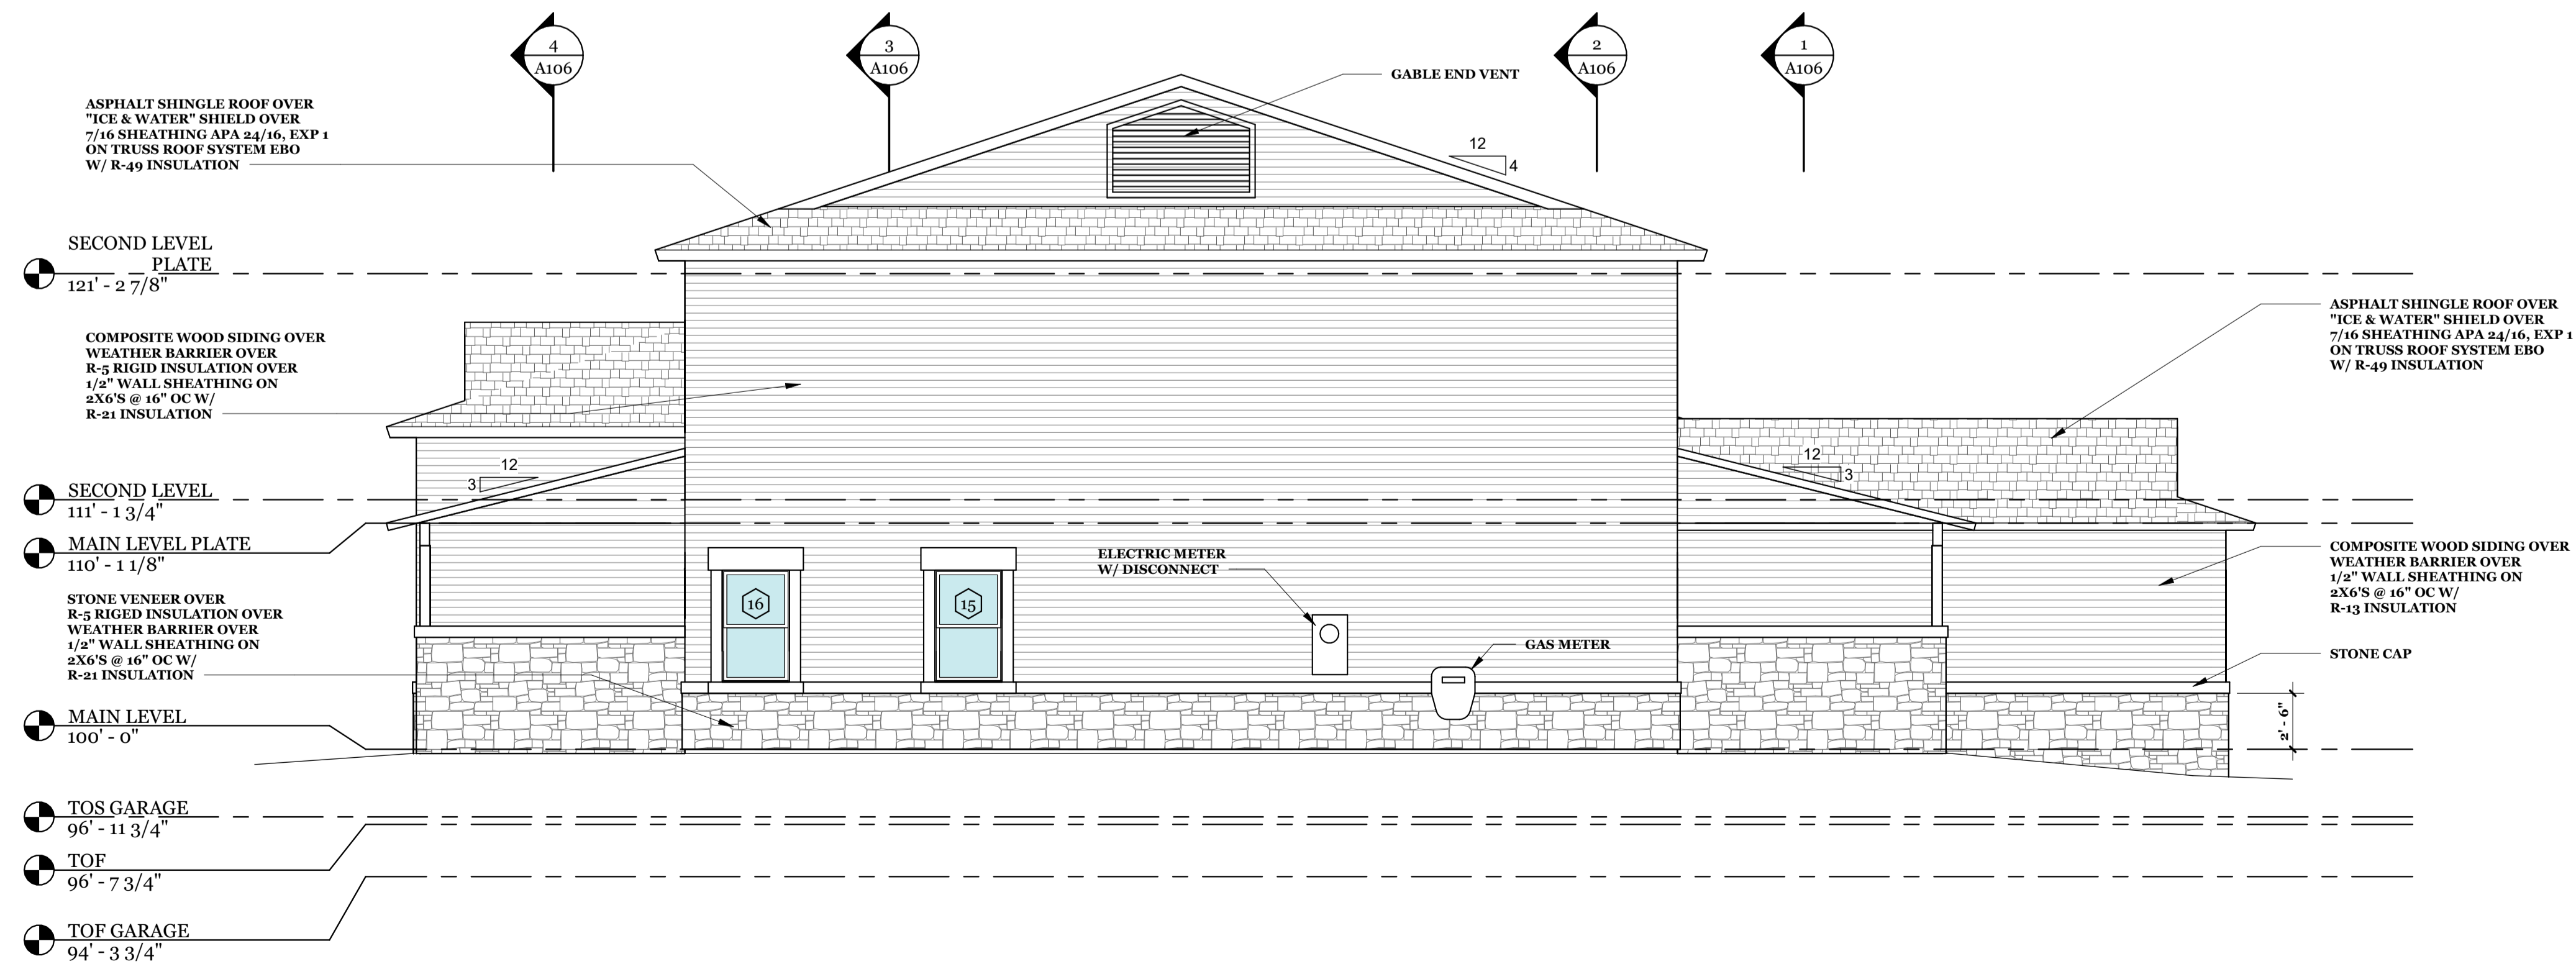 4
A106
3
A106
2
A106
1
A106
GABLE END VENT
ASPHALT SHINGLE ROOF OVER
"ICE & WATER" SHIELD OVER
7/16 SHEATHING APA 24/16, EXP 1
ON TRUSS ROOF SYSTEM EBO
W/ R-49 INSULATION
12
4
SECOND LEVEL
PLATE
121' - 2 7/8"
ASPHALT SHINGLE ROOF OVER
"ICE & WATER" SHIELD OVER
7/16 SHEATHING APA 24/16, EXP 1
ON TRUSS ROOF SYSTEM EBO
W/ R-49 INSULATION
COMPOSITE WOOD SIDING OVER
WEATHER BARRIER OVER
R-5 RIGID INSULATION OVER
1/2" WALL SHEATHING ON
2X6'S @ 16" OC W/
R-21 INSULATION
12
3
12
3
SECOND LEVEL
111' - 1 3/4"
MAIN LEVEL PLATE
110' - 1 1/8"
ELECTRIC METER
W/ DISCONNECT
COMPOSITE WOOD SIDING OVER
WEATHER BARRIER OVER
1/2" WALL SHEATHING ON
2X6'S @ 16" OC W/
R-13 INSULATION
STONE VENEER OVER
R-5 RIGED INSULATION OVER
WEATHER BARRIER OVER
1/2" WALL SHEATHING ON
2X6'S @ 16" OC W/
R-21 INSULATION
16
15
GAS METER
STONE CAP
2' - 6"
MAIN LEVEL
100' - 0"
TOS GARAGE
96' - 11 3/4"
TOF
96' - 7 3/4"
TOF GARAGE
94' - 3 3/4"